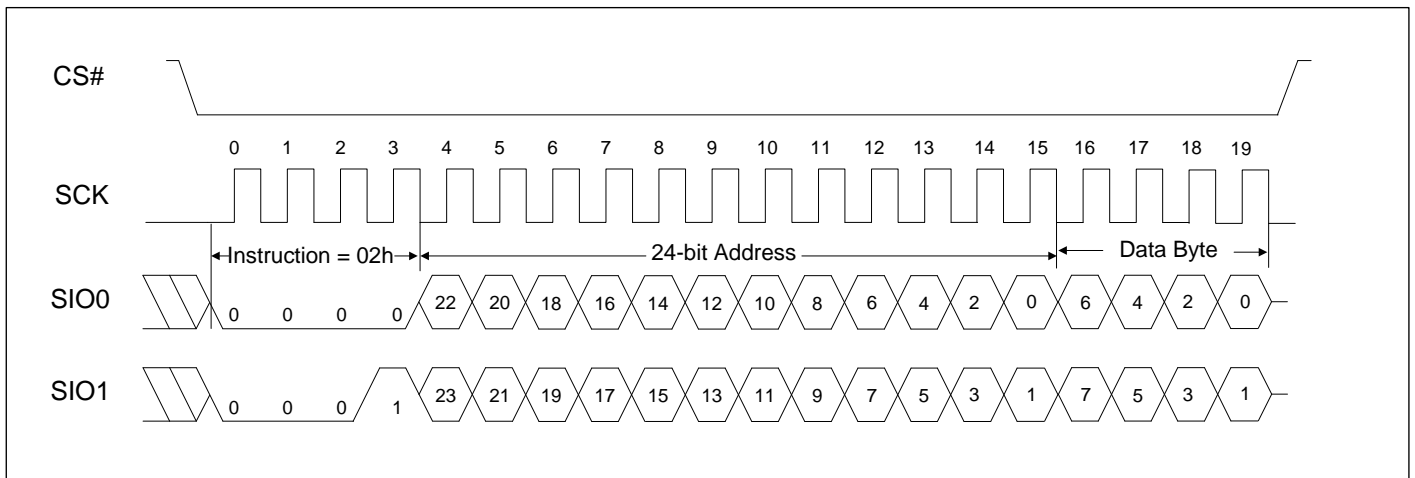 CS#
0 1 2 3 4 5 6 7 8 9 10 11 12 13 14 15 16 17 18 19
SCK
Instruction = 02h 24-bit Address Data Byte
SIO0 0 0 0 0 22 20 18 16 14 12 10 8 6 4 2 0 6 4 2 0
SIO1 0 0 0 1 23 21 19 17 15 13 11 9 7 5 3 1 7 5 3 1